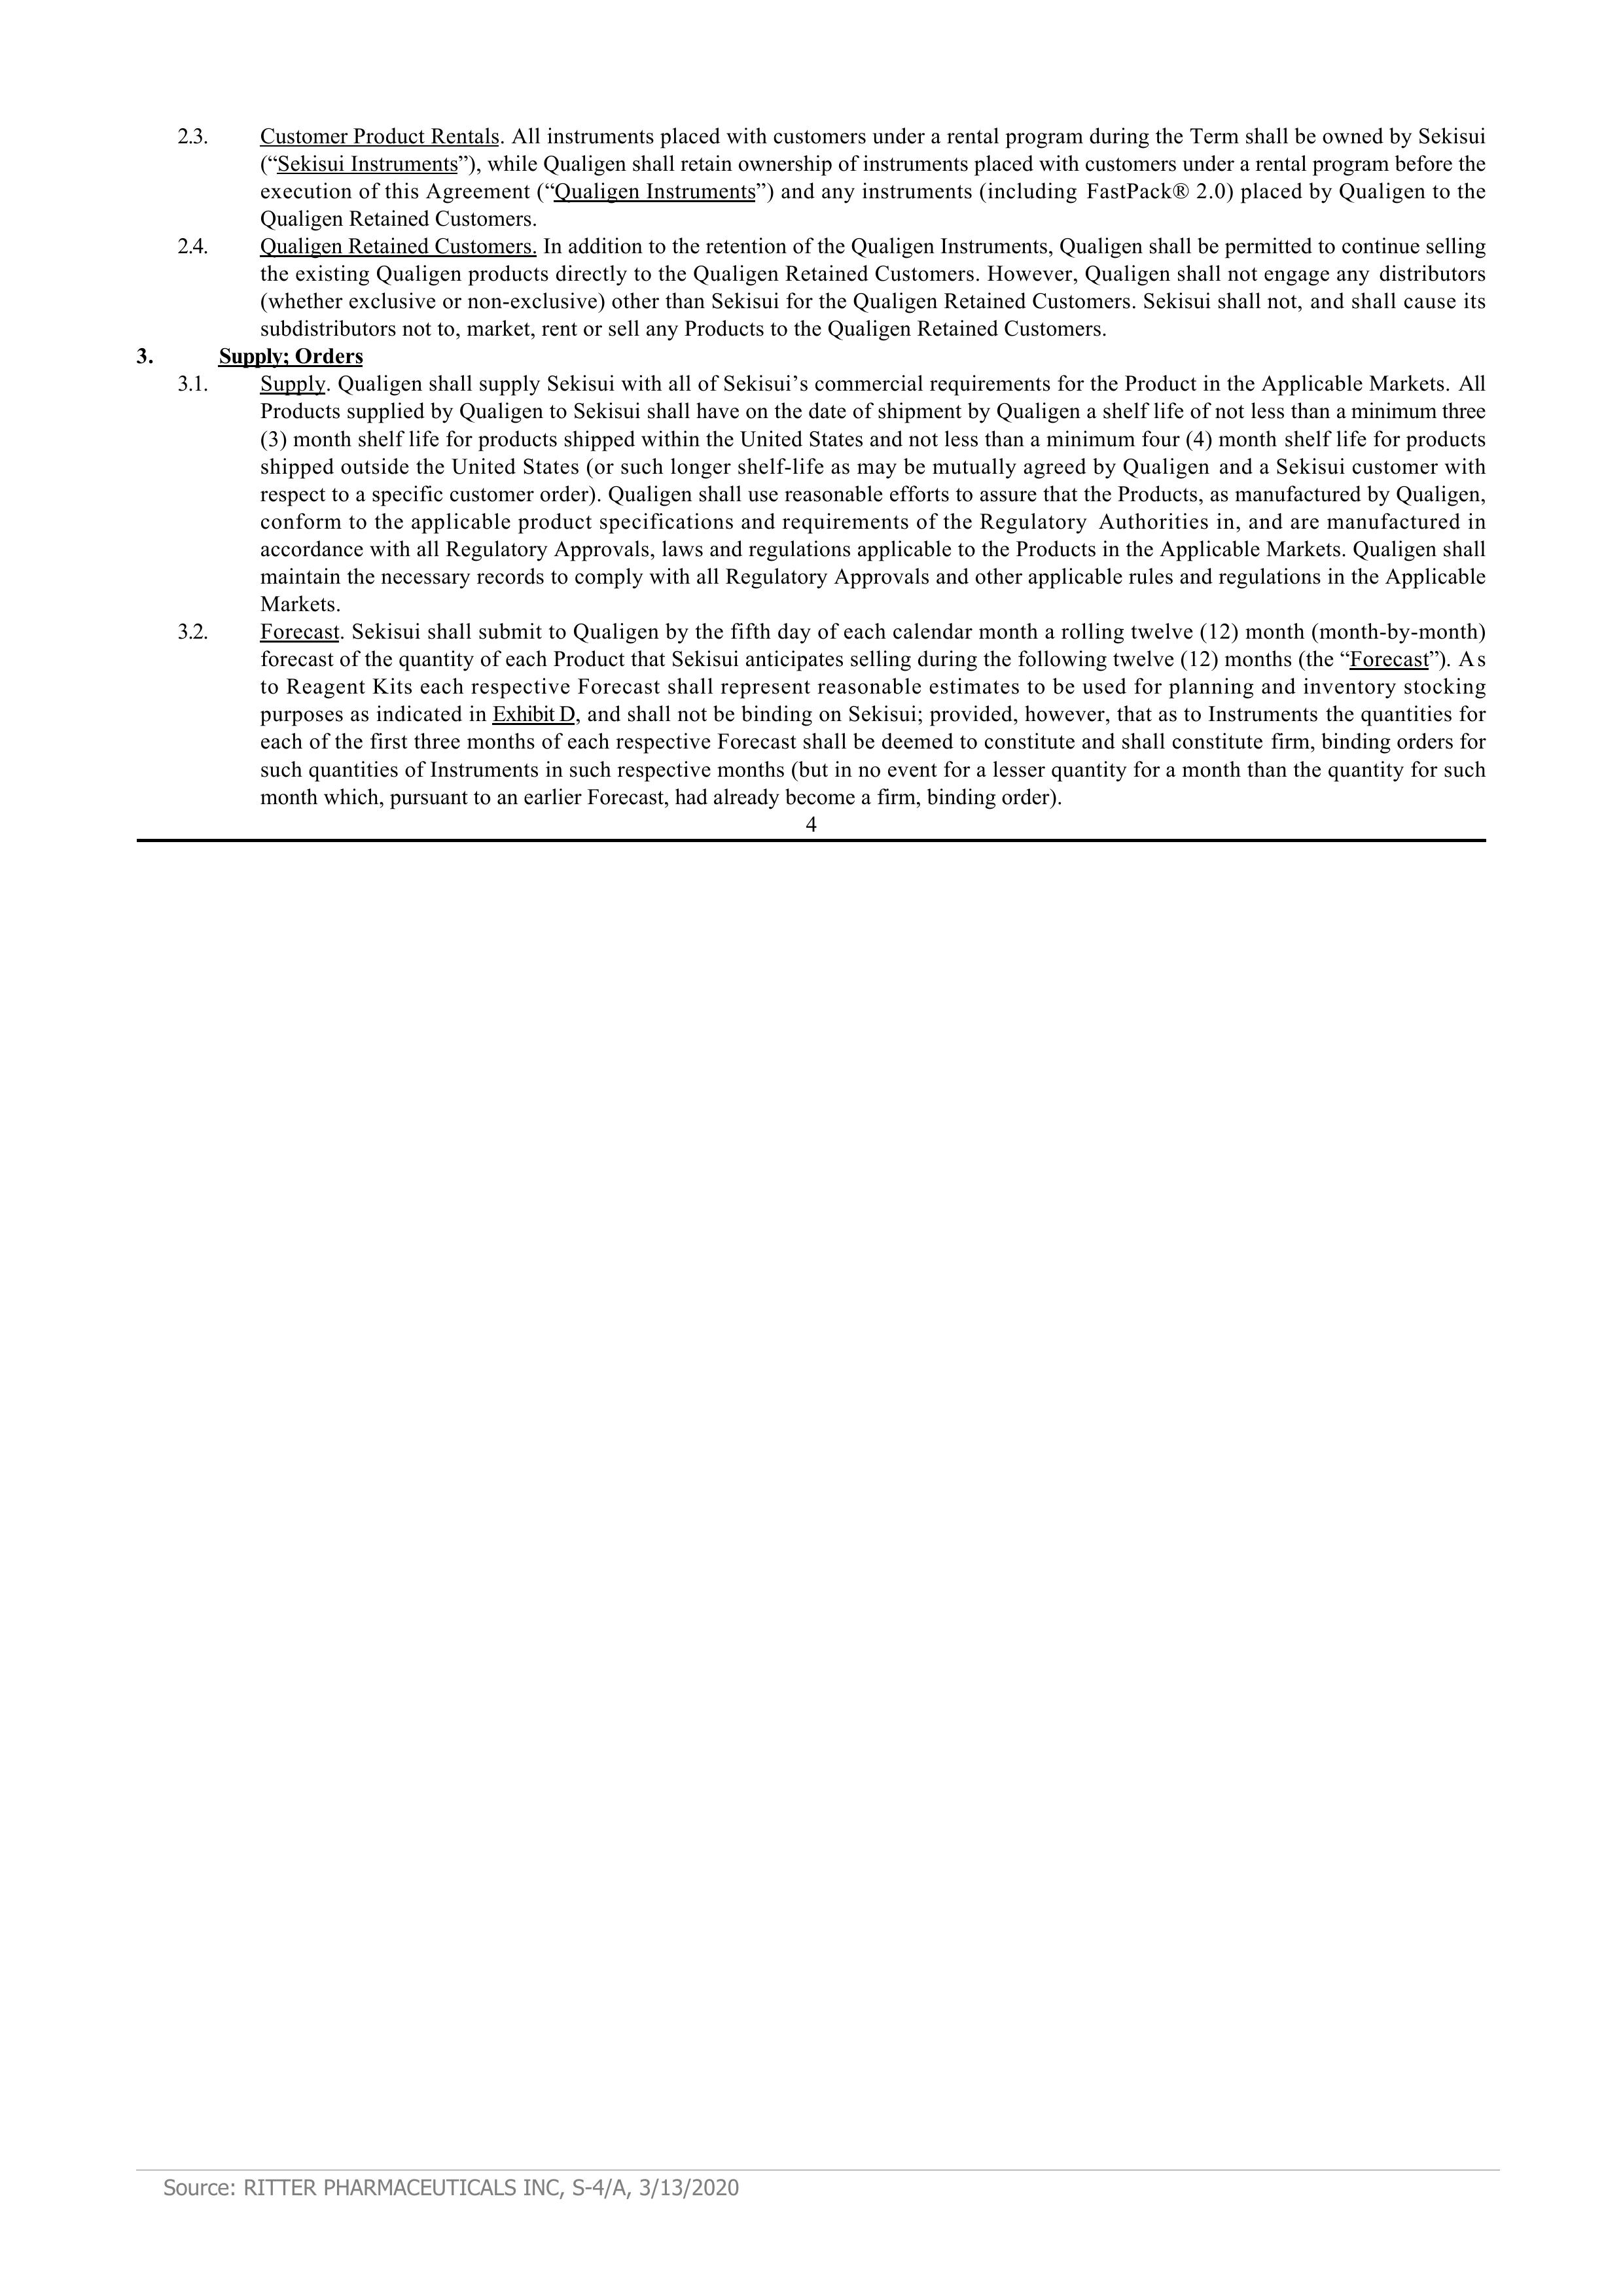 2.3. Customer Product Rentals. All instruments placed with customers under a rental program during the Term shall be owned by Sekisui
(“Sekisui Instruments”), while Qualigen shall retain ownership of instruments placed with customers under a rental program before the
execution of this Agreement (“Qualigen Instruments”) and any instruments (including FastPack® 2.0) placed by Qualigen to the
Qualigen Retained Customers.
2.4. Qualigen Retained Customers. In addition to the retention of the Qualigen Instruments, Qualigen shall be permitted to continue selling
the existing Qualigen products directly to the Qualigen Retained Customers. However, Qualigen shall not engage any distributors
(whether exclusive or non-exclusive) other than Sekisui for the Qualigen Retained Customers. Sekisui shall not, and shall cause its
subdistributors not to, market, rent or sell any Products to the Qualigen Retained Customers.
3. Supply; Orders
3.1. Supply. Qualigen shall supply Sekisui with all of Sekisui’s commercial requirements for the Product in the Applicable Markets. All
Products supplied by Qualigen to Sekisui shall have on the date of shipment by Qualigen a shelf life of not less than a minimum three
(3) month shelf life for products shipped within the United States and not less than a minimum four (4) month shelf life for products
shipped outside the United States (or such longer shelf-life as may be mutually agreed by Qualigen and a Sekisui customer with
respect to a specific customer order). Qualigen shall use reasonable efforts to assure that the Products, as manufactured by Qualigen,
conform to the applicable product specifications and requirements of the Regulatory Authorities in, and are manufactured in
accordance with all Regulatory Approvals, laws and regulations applicable to the Products in the Applicable Markets. Qualigen shall
maintain the necessary records to comply with all Regulatory Approvals and other applicable rules and regulations in the Applicable
Markets.
3.2. Forecast. Sekisui shall submit to Qualigen by the fifth day of each calendar month a rolling twelve (12) month (month-by-month)
forecast of the quantity of each Product that Sekisui anticipates selling during the following twelve (12) months (the “Forecast”). As
to Reagent Kits each respective Forecast shall represent reasonable estimates to be used for planning and inventory stocking
purposes as indicated in Exhibit D, and shall not be binding on Sekisui; provided, however, that as to Instruments the quantities for
each of the first three months of each respective Forecast shall be deemed to constitute and shall constitute firm, binding orders for
such quantities of Instruments in such respective months (but in no event for a lesser quantity for a month than the quantity for such
month which, pursuant to an earlier Forecast, had already become a firm, binding order).
4
Source: RITTER PHARMACEUTICALS INC, S-4/A, 3/13/2020